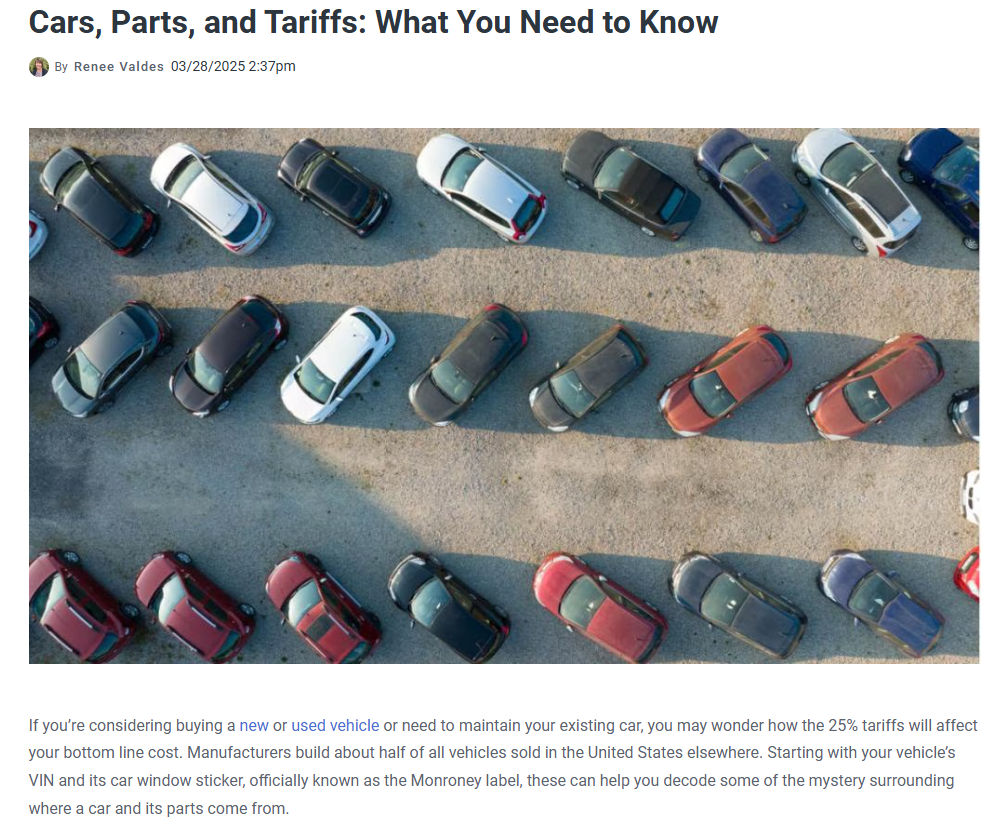 Cars, Parts, and Tariffs: What You Need to Know
By Renee Valdes 03/28/2025 2:37pm
If you’re considering buying a new or used vehicle or need to maintain your existing car, you may wonder how the 25% tariffs will affect
your bottom line cost. Manufacturers build about half of all vehicles sold in the United States elsewhere. Starting with your vehicle’s
VIN and its car window sticker, officially known as the Monroney label, these can help you decode some of the mystery surrounding
where a car and its parts come from.